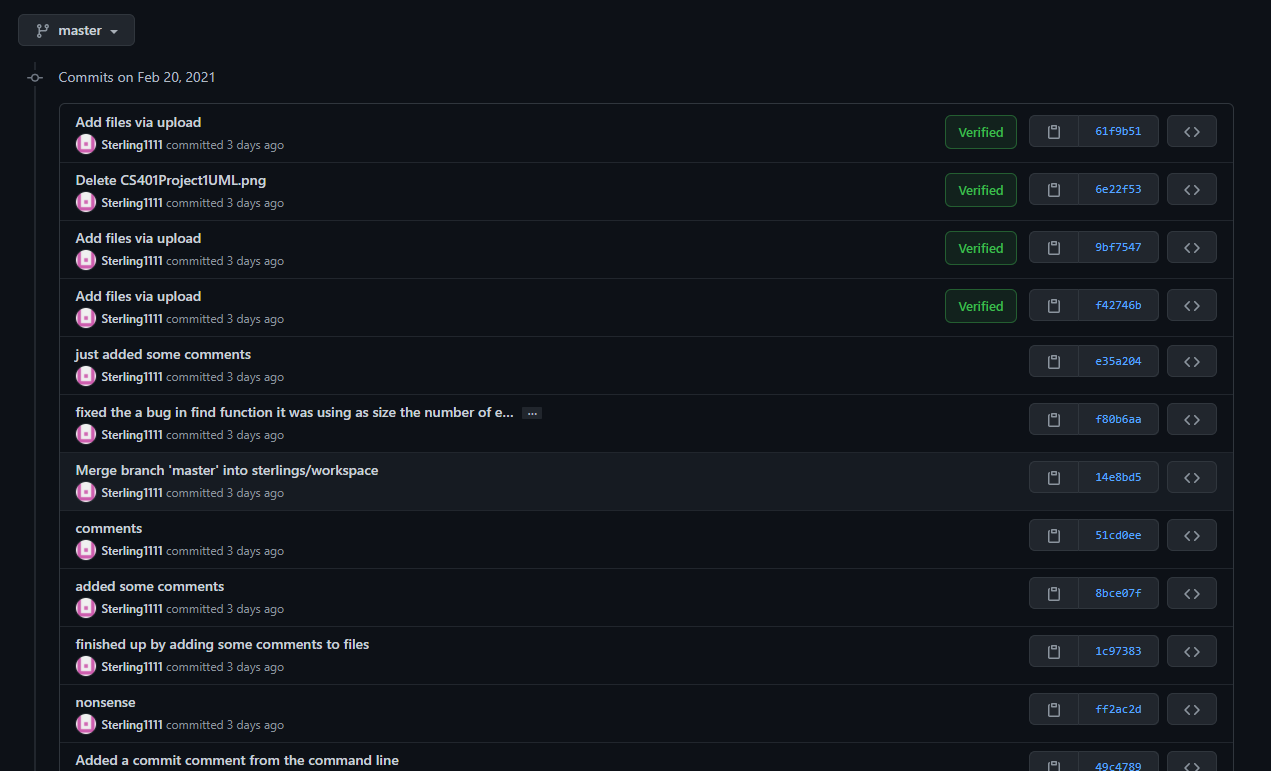 master
Commits on Feb 20, 2021
Add files via upload
Sterling1111 committed 3 days ago
Verified
61f9b51
Delete CS401Project1UML.png
Sterling1111 committed 3 days ago
Verified
6e22f53
Add files via upload
Sterling1111 committed 3 days ago
Verified
9bf7547
Add files via upload
Sterling1111 committed 3 days ago
Verified
f42746b
just added some comments
Sterling1111 committed 3 days ago
e35a204
fixed the a bug in find function it was using as size the number of e... …
Sterling1111 committed 3 days ago
f80b6aa
Merge branch 'master' into sterlings/workspace
Sterling1111 committed 3 days ago
14e8bd5
comments
Sterling1111 committed 3 days ago
51cd0ee
added some comments
Sterling1111 committed 3 days ago
8bce07f
finished up by adding some comments to files
Sterling1111 committed 3 days ago
1c97383
nonsense
Sterling1111 committed 3 days ago
ff2ac2d
Added a commit comment from the command line
49c4789